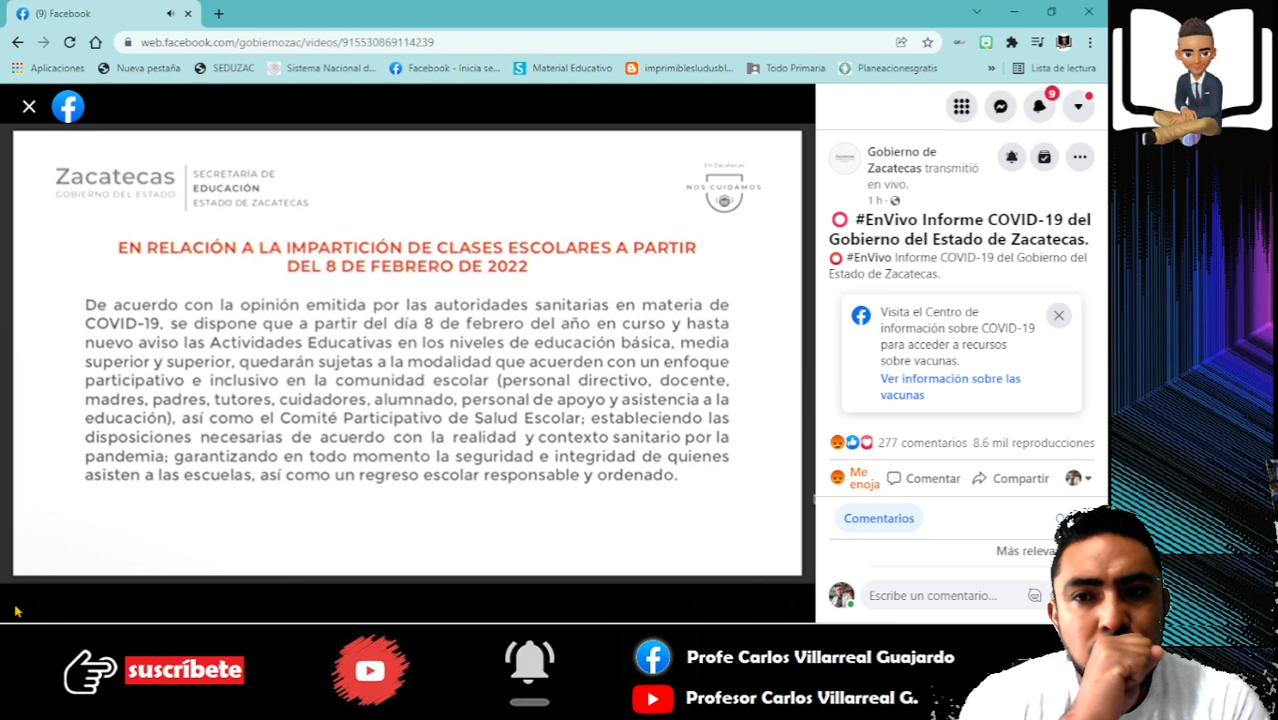 (9) Facebook
web.facebook.com/gobiernozac/videos/915530869114239
Aplicaciones
Nueva pestaña
SEDUZAC
Sistema Nacional d...
Facebook - Inicia se...
Material Educativo
imprimiblesludusbl...
Todo Primaria
Planeacionesgratis
»
Lista de lectura
Zacatecas
GOBIERNO DEL ESTADO
SECRETARÍA DE
EDUCACIÓN
ESTADO DE ZACATECAS
En Zacatecas
NOS CUIDAMOS
EN RELACIÓN A LA IMPARTICIÓN DE CLASES ESCOLARES A PARTIR
DEL 8 DE FEBRERO DE 2022
De acuerdo con la opinión emitida por las autoridades sanitarias en materia de
COVID-19, se dispone que a partir del día 8 de febrero del año en curso y hasta
nuevo aviso las Actividades Educativas en los niveles de educación básica, media
superior y superior, quedarán sujetas a la modalidad que acuerden con un enfoque
participativo e inclusivo en la comunidad escolar (personal directivo, docente,
madres, padres, tutores, cuidadores, alumnado, personal de apoyo y asistencia a la
educación), así como el Comité Participativo de Salud Escolar; estableciendo las
disposiciones necesarias de acuerdo con la realidad y contexto sanitario por la
pandemia; garantizando en todo momento la seguridad e integridad de quienes
asisten a las escuelas, así como un regreso escolar responsable y ordenado.
9
Gobierno de
Zacatecas transmitió
en vivo.
1 h ·
#EnVivo Informe COVID-19 del
Gobierno del Estado de Zacatecas.
#EnVivo Informe COVID-19 del Gobierno del
Estado de Zacatecas.
Visita el Centro de
información sobre COVID-19
para acceder a recursos
sobre vacunas.
Ver información sobre las
vacunas
277 comentarios 8.6 mil reproducciones
Me
enoja
Comentar
Compartir
Comentarios
Más releva
Escribe un comentario...
suscríbete
Profe Carlos Villarreal Guajardo
Profesor Carlos Villarreal G.